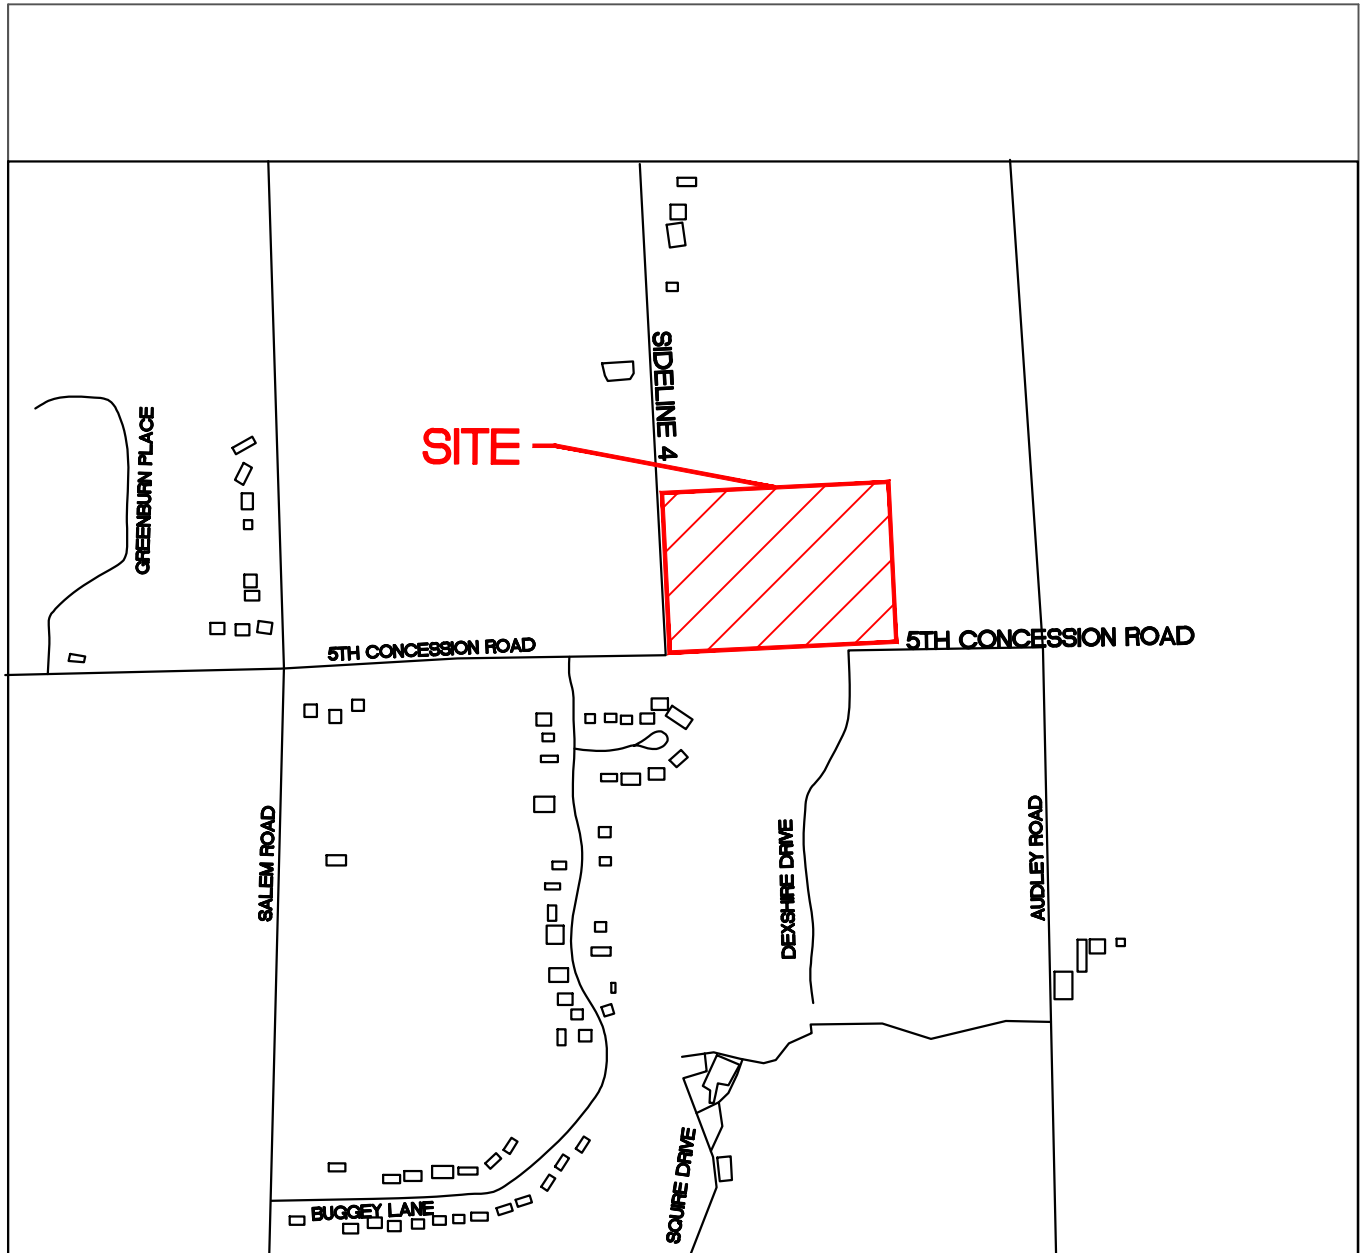 SIDELINE 4
SITE
GREENBURN PLACE
5TH CONCESSION ROAD
5TH CONCESSION ROAD
SALEM ROAD
DEXSHIRE DRIVE
AUDLEY ROAD
SQUIRE DRIVE
BUGGEY LANE